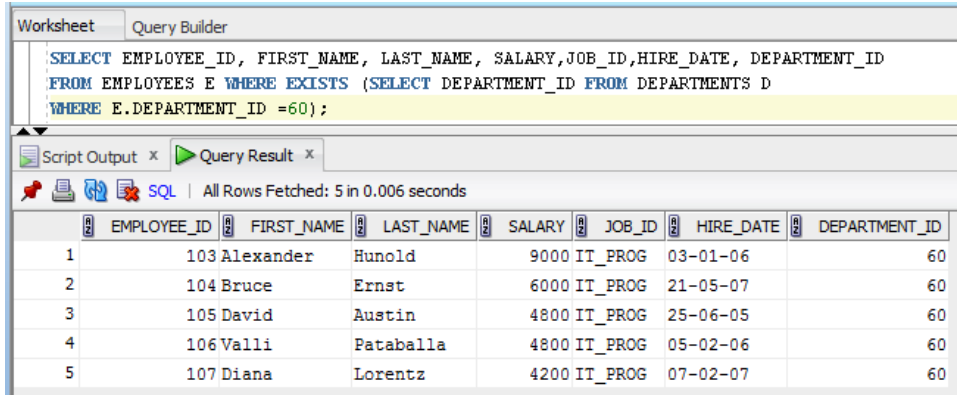 Worksheet Query Builder
SELECT EMPLOYEE_ID, FIRST_NAME, LAST_NAME, SALARY,JOB_ID,HIRE_DATE, DEPARTMENT_ID
FROM EMPLOYEES E WHERE EXISTS (SELECT DEPARTMENT_ID FROM DEPARTMENTS D
WHERE E.DEPARTMENT_ID =60);
Script Output x Query Result x
SQL | All Rows Fetched: 5 in 0.006 seconds
EMPLOYEE_ID FIRST_NAME LAST_NAME SALARY JOB_ID HIRE_DATE DEPARTMENT_ID
1 103 Alexander Hunold 9000 IT_PROG 03-01-06 60
2 104 Bruce Ernst 6000 IT_PROG 21-05-07 60
3 105 David Austin 4800 IT_PROG 25-06-05 60
4 106 Valli Pataballa 4800 IT_PROG 05-02-06 60
5 107 Diana Lorentz 4200 IT_PROG 07-02-07 60